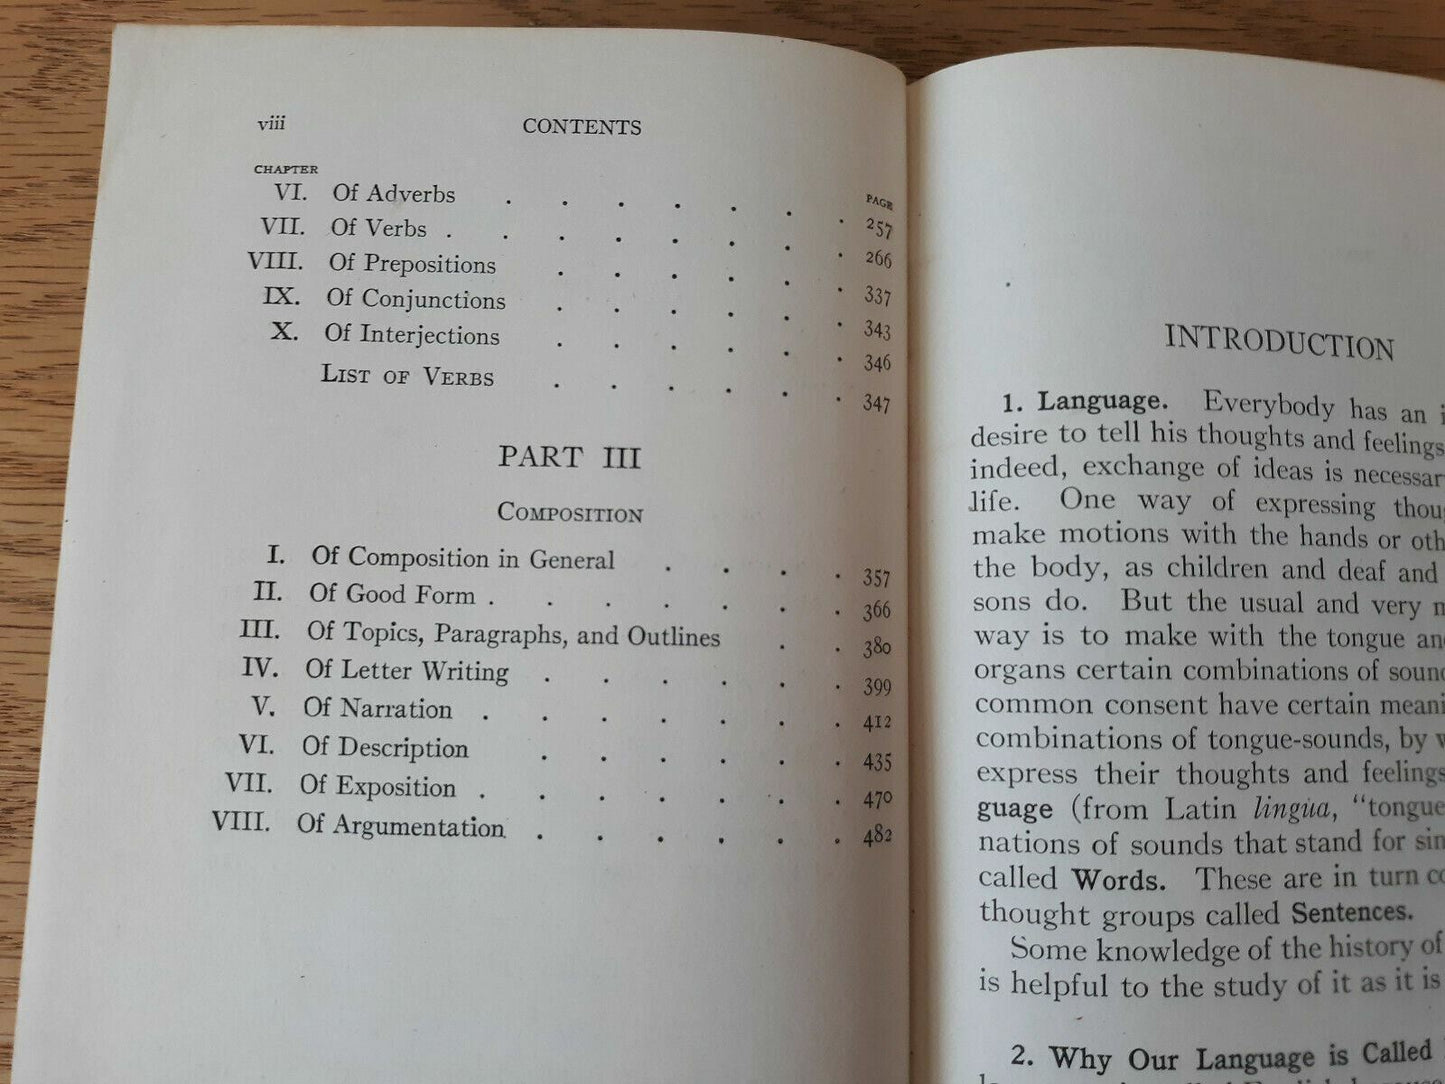 viii CONTENTS
CHAPTER PAGE
VI. Of Adverbs . . . . . . . 257
VII. Of Verbs . . . . . . . . 266
VIII. Of Prepositions . . . . . . 337
IX. Of Conjunctions . . . . . . 343
X. Of Interjections . . . . . . 346
LIST OF VERBS . . . . . . 347
PART III
COMPOSITION
I. Of Composition in General . . . . 357
II. Of Good Form . . . . . . . 366
III. Of Topics, Paragraphs, and Outlines . . 380
IV. Of Letter Writing . . . . . . 399
V. Of Narration . . . . . . . 412
VI. Of Description . . . . . . 435
VII. Of Exposition . . . . . . . 470
VIII. Of Argumentation . . . . . . 482
INTRODUCTION
1. Language. Everybody has an
desire to tell his thoughts and feelings
indeed, exchange of ideas is necessar
life. One way of expressing thou
make motions with the hands or oth
the body, as children and deaf and
sons do. But the usual and very
way is to make with the tongue an
organs certain combinations of soun
common consent have certain meani
combinations of tongue-sounds, by
express their thoughts and feelings
guage (from Latin lingua, "tongue
nations of sounds that stand for sin
called Words. These are in turn co
thought groups called Sentences.
Some knowledge of the history of
is helpful to the study of it as it is
2. Why Our Language is Called